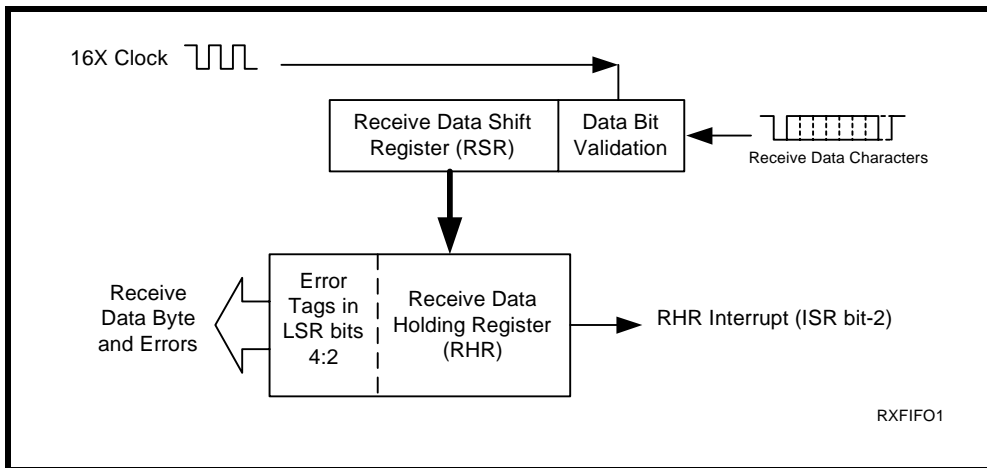 16X Clock
Receive Data Shift
Register (RSR)
Data Bit
Validation
Receive Data Characters
Receive
Data Byte
and Errors
Error
Tags in
LSR bits
4:2
Receive Data
Holding Register
(RHR)
RHR Interrupt (ISR bit-2)
RXFIFO1